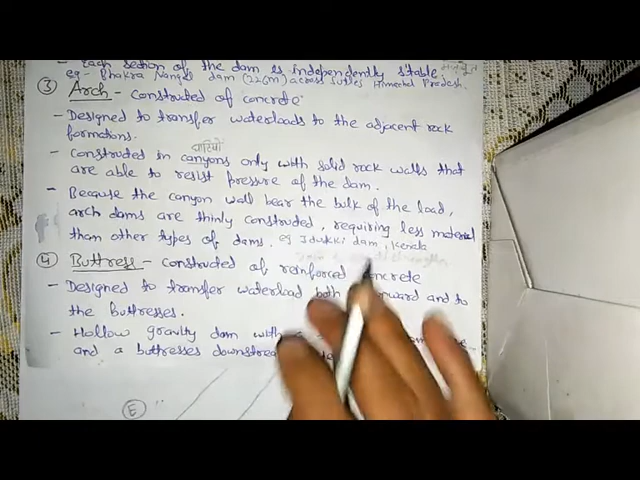 - Each section of the dam is independently stable.
eg- Bhakra Nangal dam (226m) across Sutlej Himachal Pradesh.
③ Arch - constructed of concrete
- Designed to transfer waterloads to the adjacent rock
formations.
- Constructed in canyons only with solid rock walls that
are able to resist pressure of the dam.
- Because the canyon wall bear the bulk of the load,
arch dams are thinly constructed, requiring less material
than other types of dams. eg Idukki dam,
④ Buttress - constructed of reinforced concrete
- Designed to transfer waterload both and to
the buttresses.
- Hollow gravity dam with
and a buttresses
Ⓔ